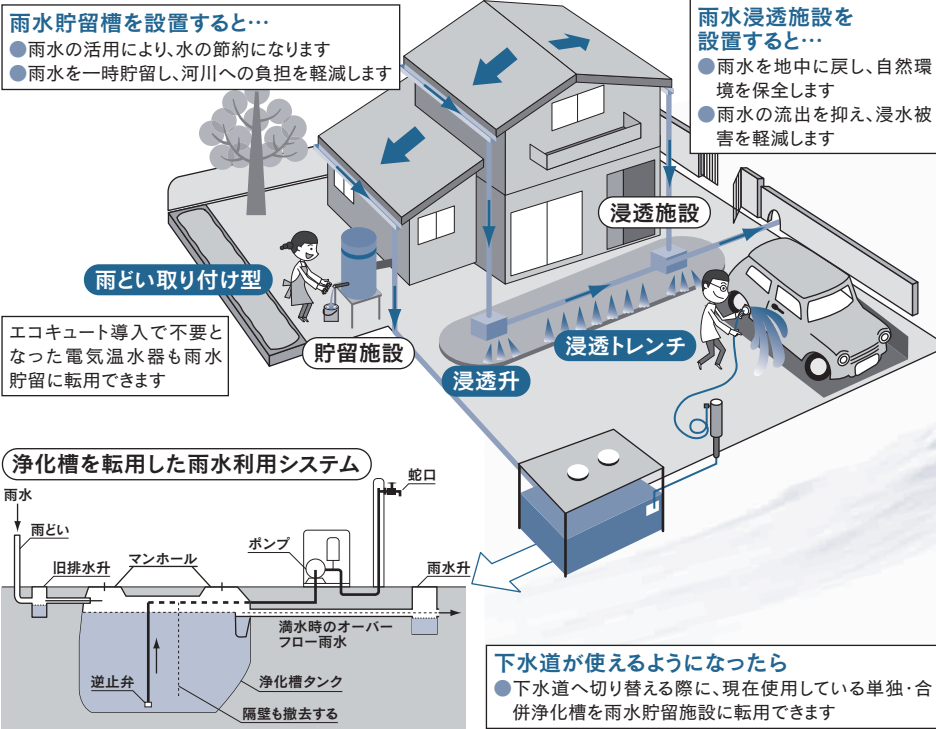 雨水貯留槽を設置すると…
●雨水の活用により、水の節約になります
●雨水を一時貯留し、河川への負担を軽減します
雨水浸透施設を
設置すると…
●雨水を地中に戻し、自然環
境を保全します
●雨水の流出を抑え、浸水被
害を軽減します
浸透施設
雨どい取り付け型
エコキュート導入で不要と
なった電気温水器も雨水
貯留に転用できます
貯留施設
浸透トレンチ
浸透升
浄化槽を転用した雨水利用システム
雨水
蛇口
雨どい
ポンプ
マンホール
旧排水升
雨水升
満水時のオーバー
フロー雨水
逆止弁
浄化槽タンク
隔壁も撤去する
下水道が使えるようになったら
●下水道へ切り替える際に、現在使用している単独・合
併浄化槽を雨水貯留施設に転用できます